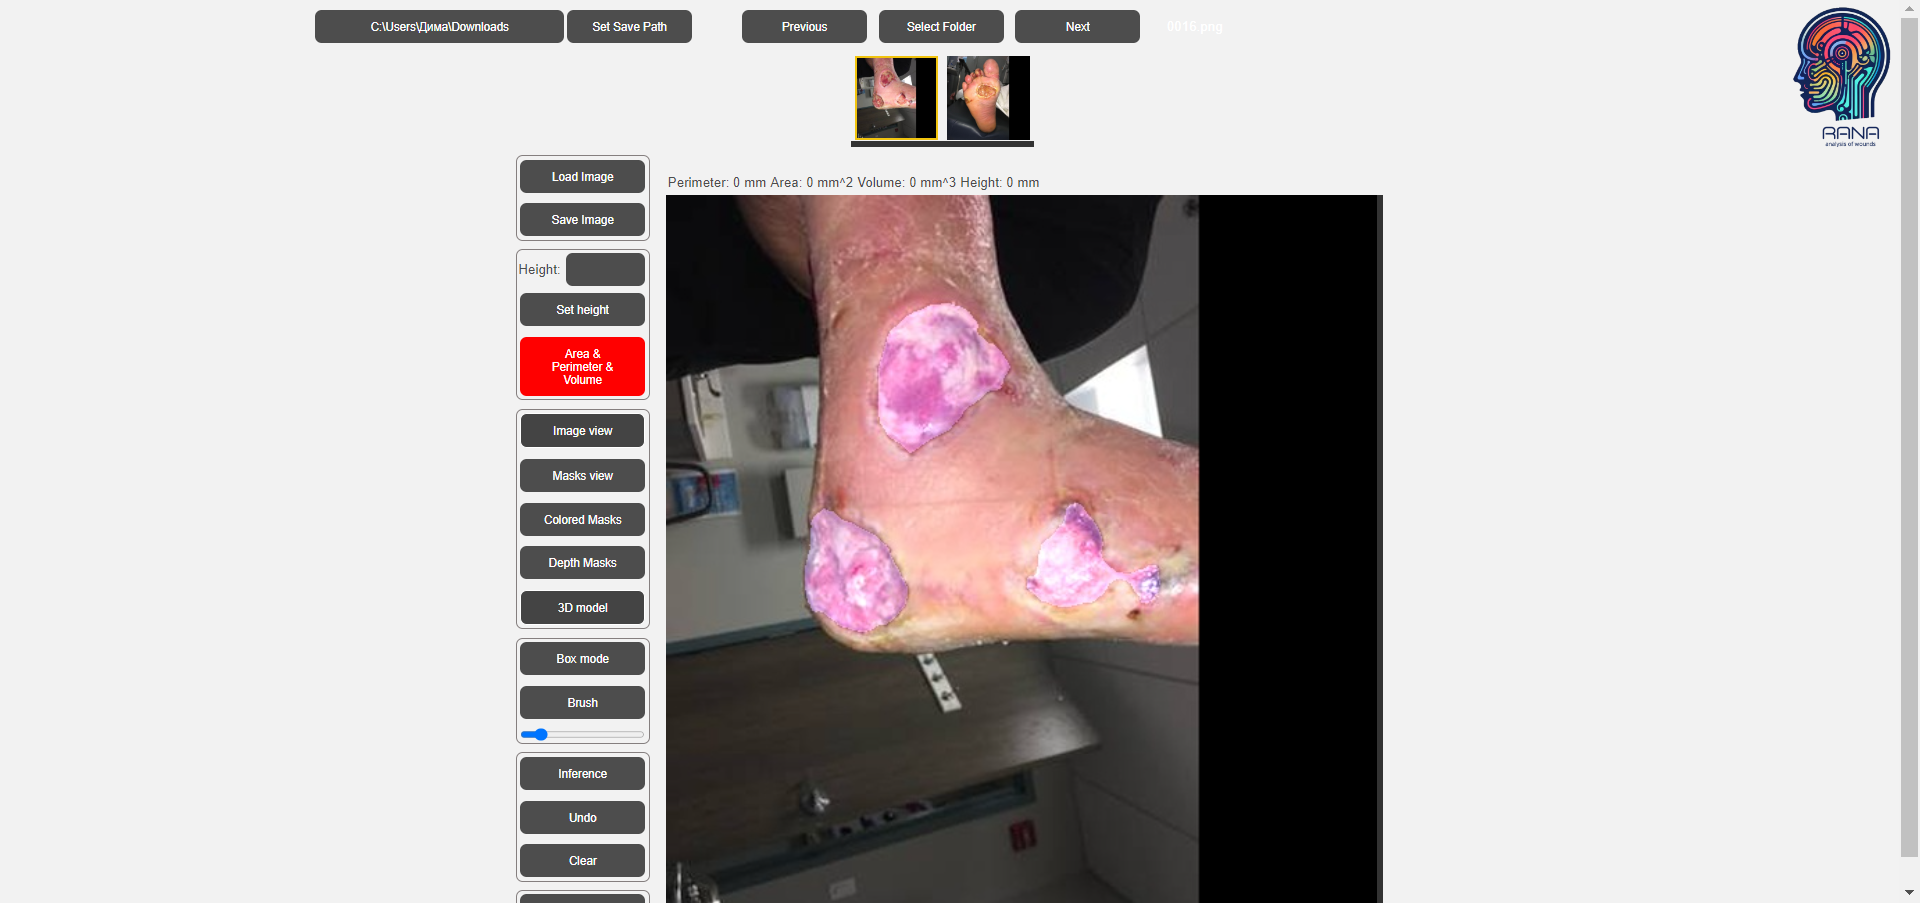 C:\Users\Дима\Downloads
Set Save Path
Previous
Select Folder
Next
0016.png
RANA
analysis of wounds
Load Image
Save Image
Perimeter: 0 mm Area: 0 mm^2 Volume: 0 mm^3 Height: 0 mm
Height:
Set height
Area &
Perimeter &
Volume
Image view
Masks view
Colored Masks
Depth Masks
3D model
Box mode
Brush
Inference
Undo
Clear